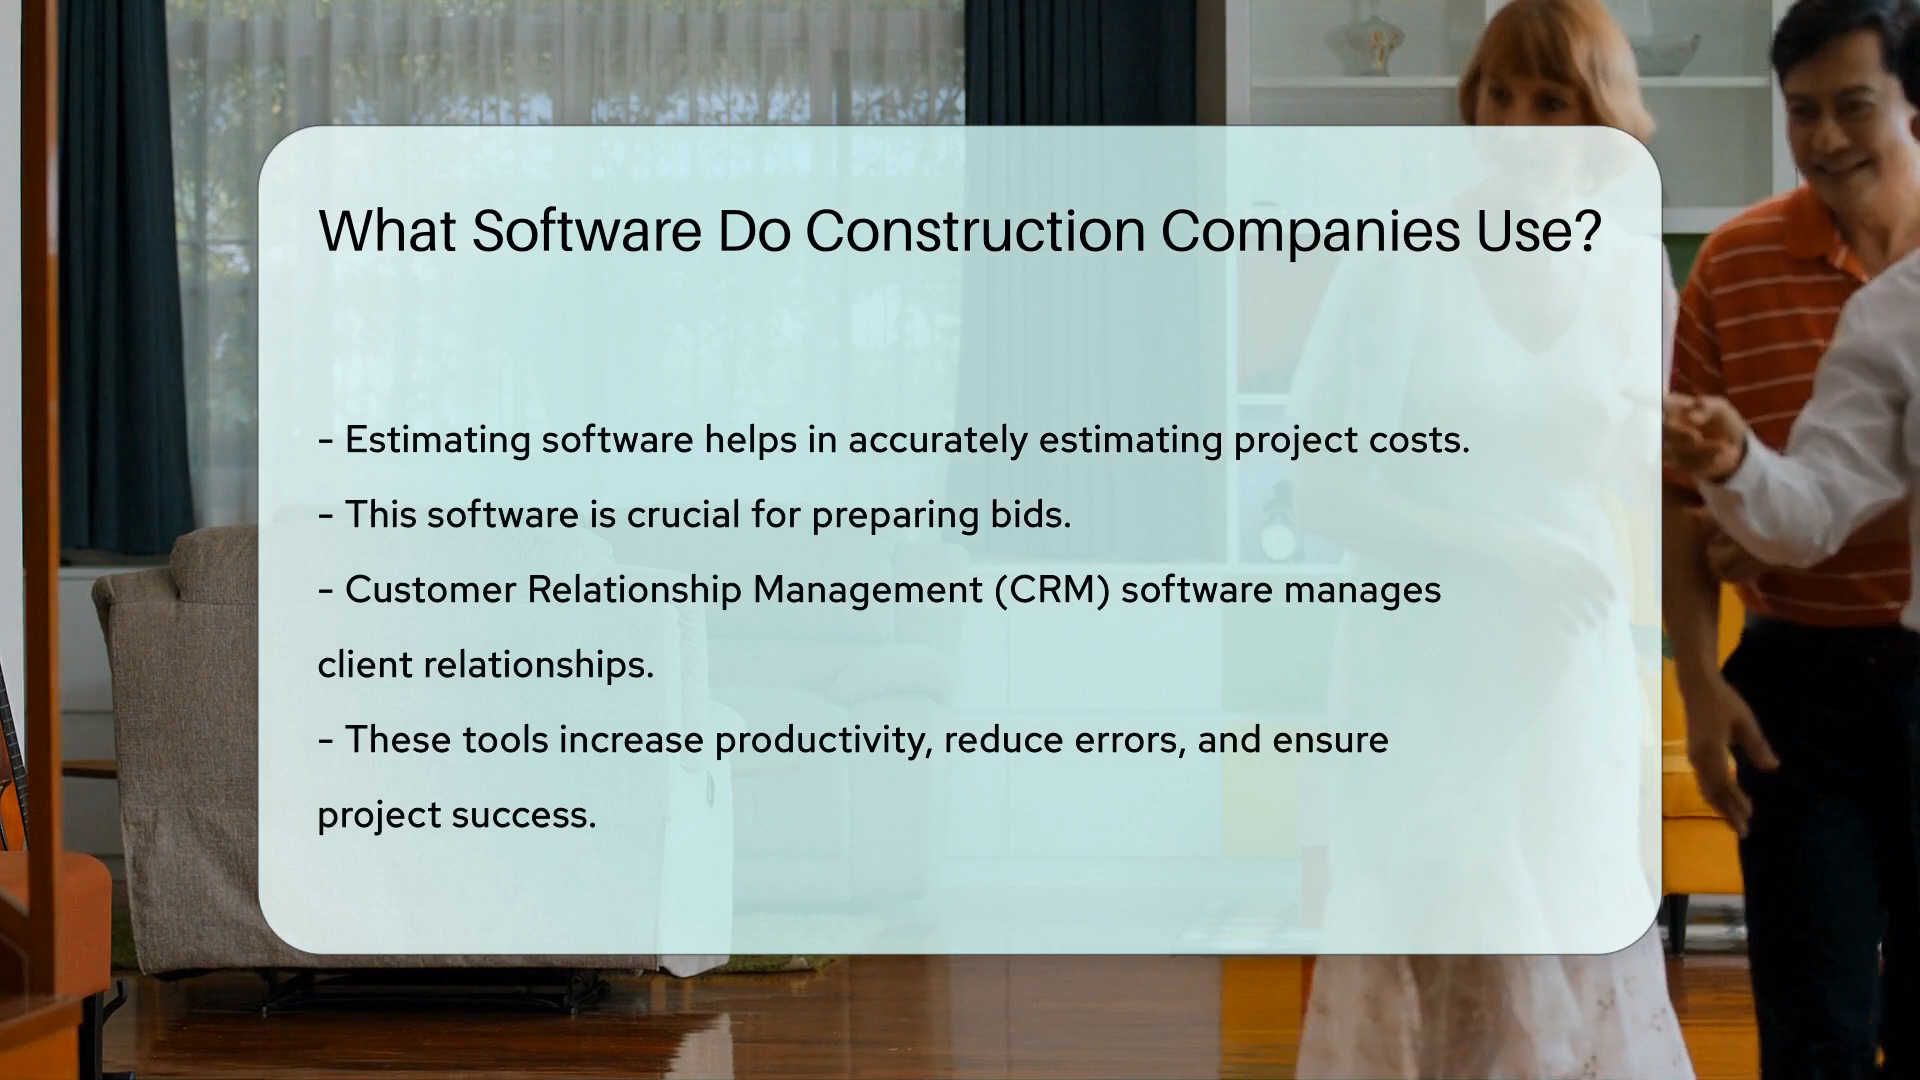 What Software Do Construction Companies Use?
- Estimating software helps in accurately estimating project costs.
- This software is crucial for preparing bids.
- Customer Relationship Management (CRM) software manages
client relationships.
- These tools increase productivity, reduce errors, and ensure
project success.